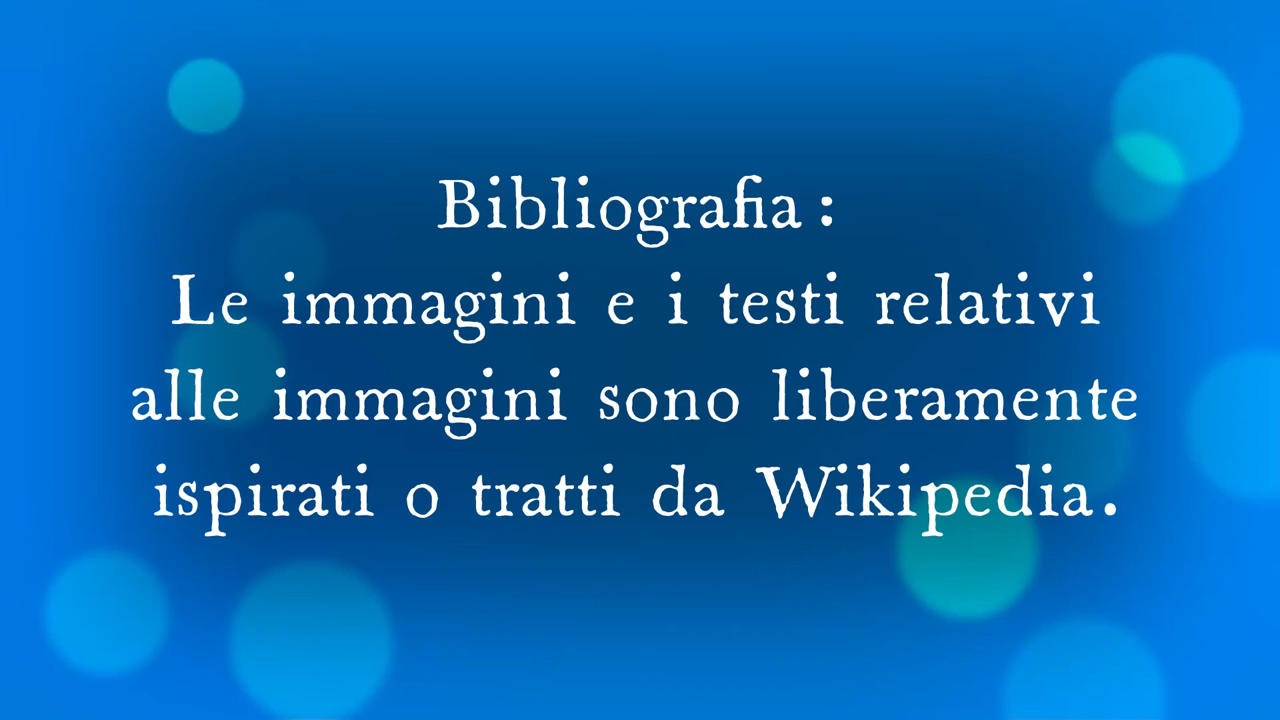 Bibliografia:
Le immagini e i testi relativi
alle immagini sono liberamente
ispirati o tratti da Wikipedia.